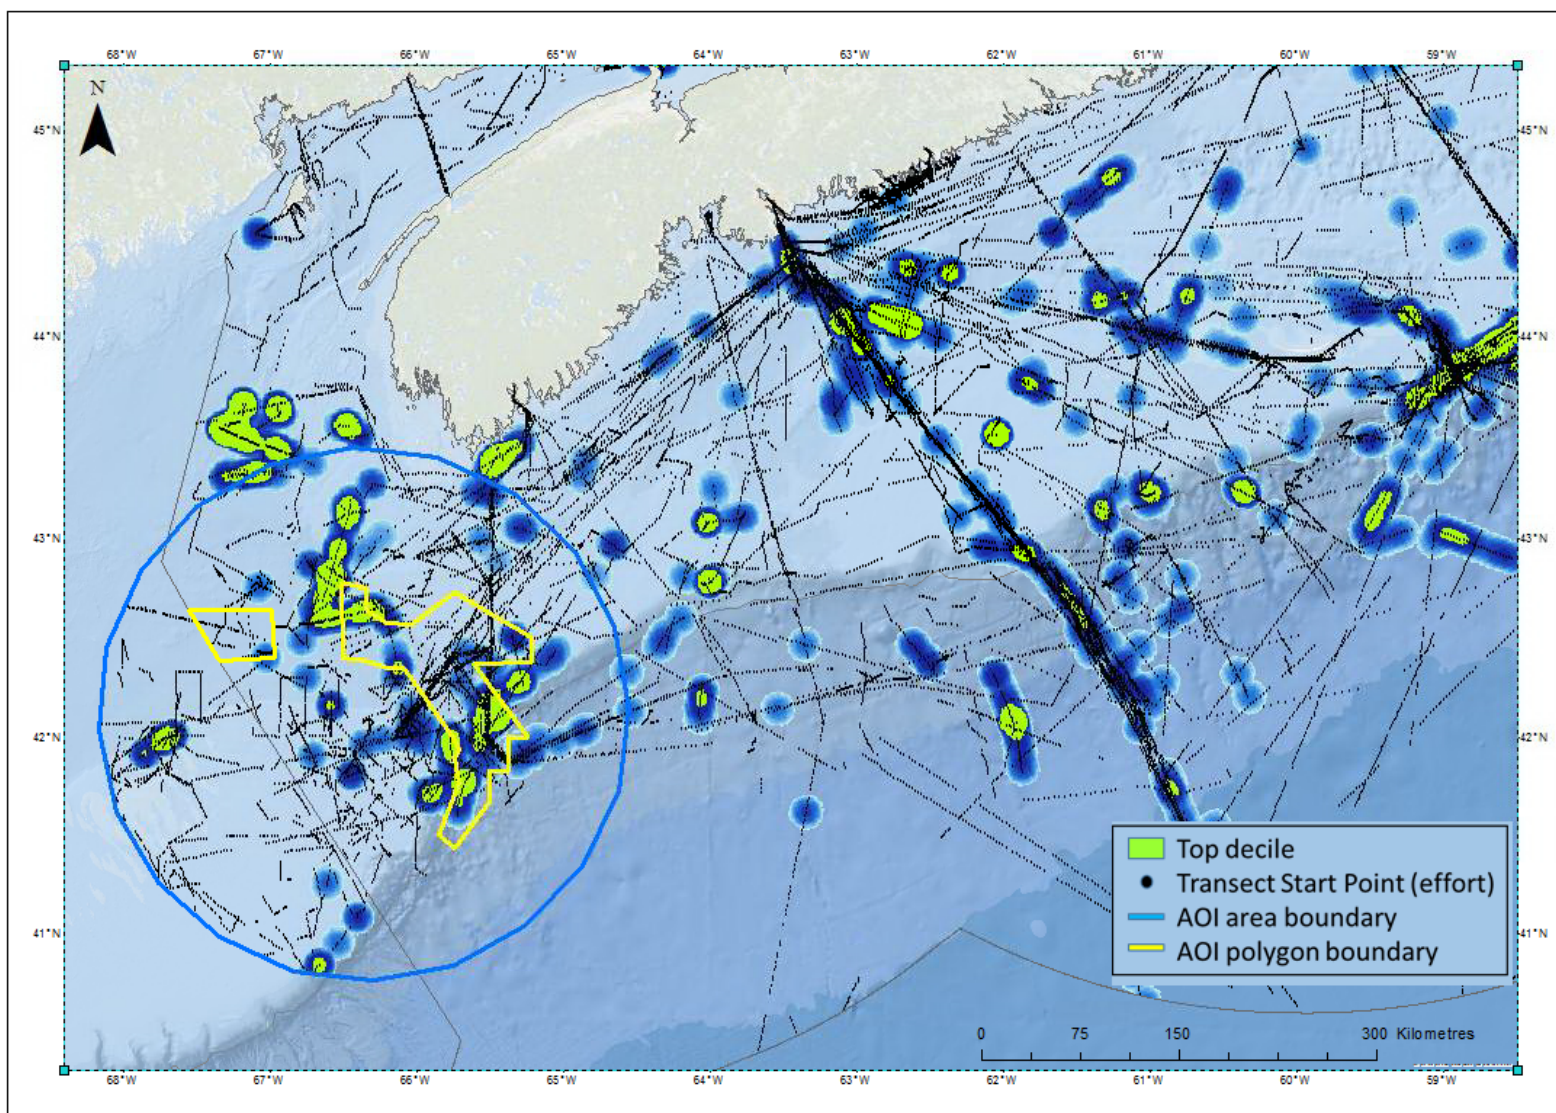 68°W 67°W 66°W 65°W 64°W 63°W 62°W 61°W 60°W 59°W
N
45°N 45°N
44°N 44°N
43°N 43°N
42°N 42°N
Top decile
Transect Start Point (effort)
AOI area boundary
41°N 41°N
AOI polygon boundary
0 75 150 300 Kilometres
68°W 67°W 66°W 65°W 64°W 63°W 62°W 61°W 60°W 59°W